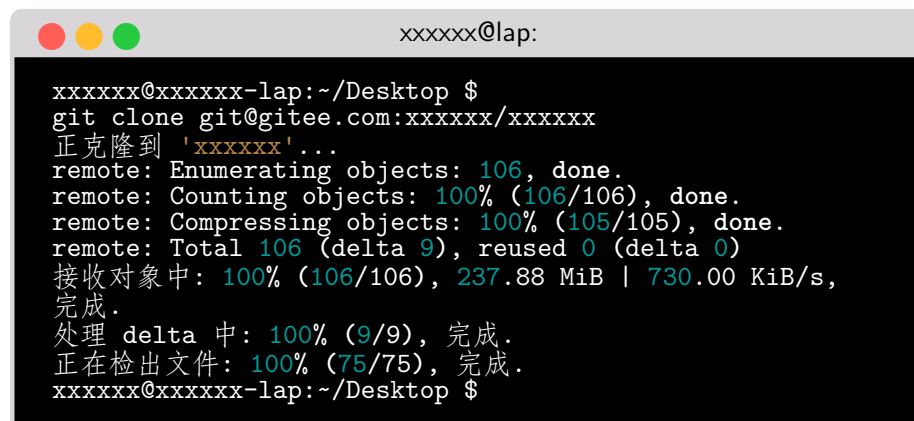 xxxxxx@lap:
xxxxxx@xxxxxx-lap:~/Desktop $
git clone git@gitee.com:xxxxxx/xxxxxx
正克隆到 'xxxxxx'...
remote: Enumerating objects: 106, done.
remote: Counting objects: 100% (106/106), done.
remote: Compressing objects: 100% (105/105), done.
remote: Total 106 (delta 9), reused 0 (delta 0)
接收对象中: 100% (106/106), 237.88 MiB | 730.00 KiB/s,
完成.
处理 delta 中: 100% (9/9), 完成.
正在检出文件: 100% (75/75), 完成.
xxxxxx@xxxxxx-lap:~/Desktop $